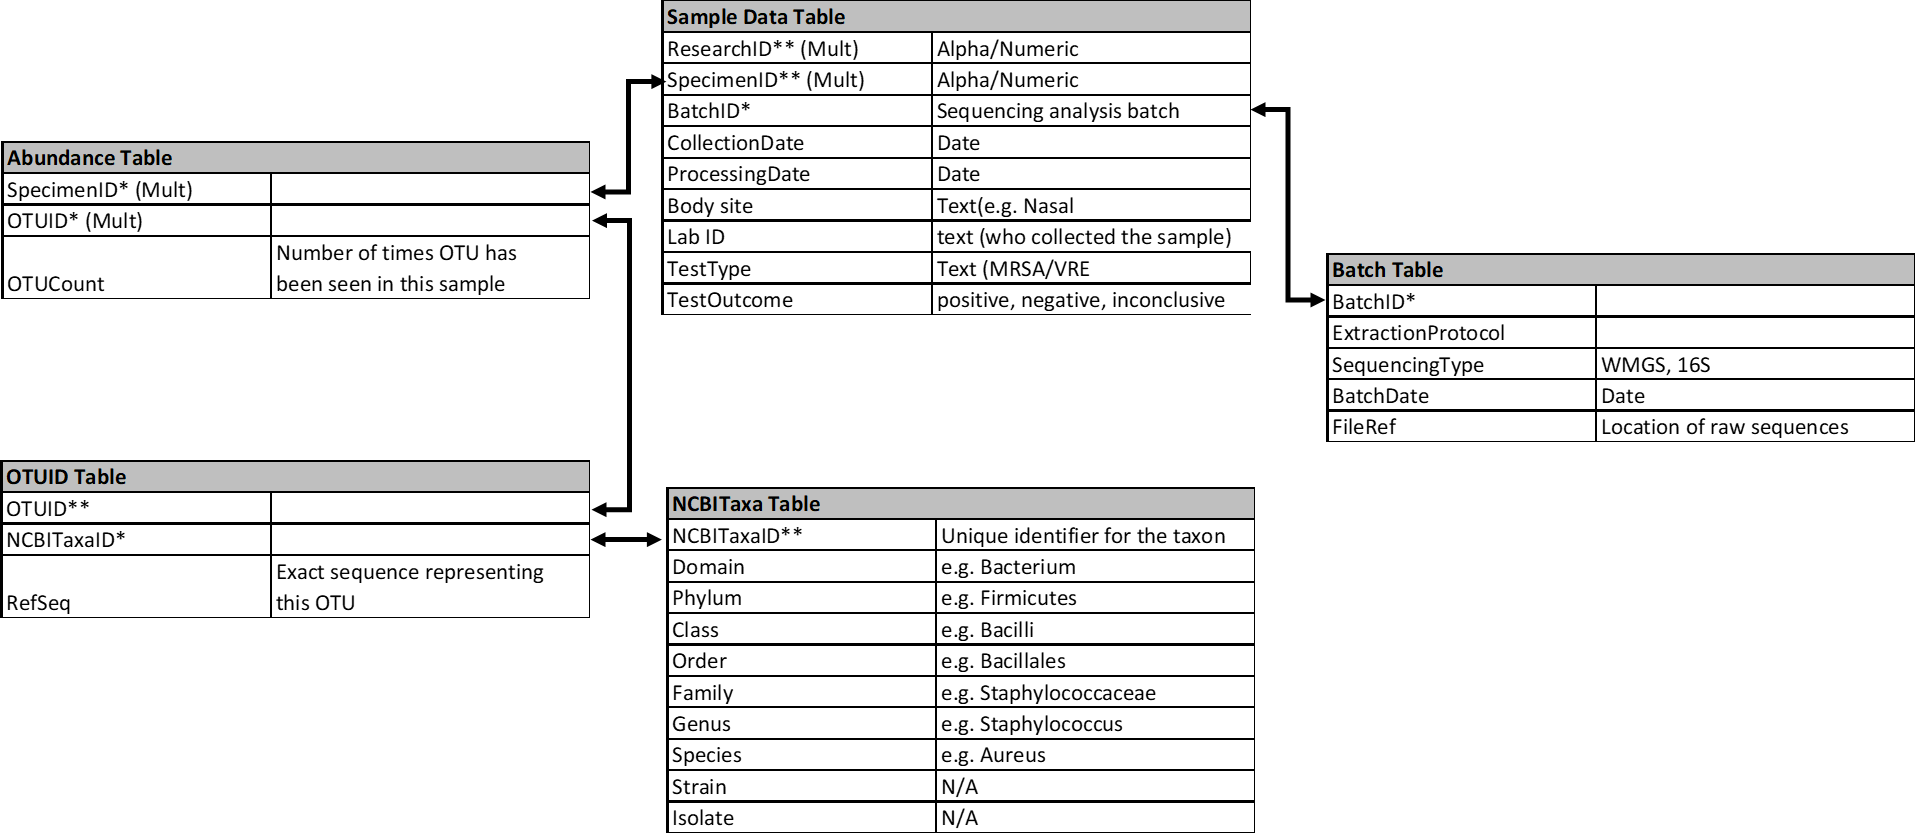 Sample Data Table
ResearchID** (Mult) Alpha/Numeric
SpecimenID** (Mult) Alpha/Numeric
BatchID* Sequencing analysis batch
CollectionDate Date
ProcessingDate Date
Body site Text(e.g. Nasal
Lab ID text (who collected the sample)
TestType Text (MRSA/VRE
TestOutcome positive, negative, inconclusive
Abundance Table
SpecimenID* (Mult)
OTUID* (Mult)
Number of times OTU has
OTUCount been seen in this sample
Batch Table
BatchID*
ExtractionProtocol
SequencingType WMGS, 16S
BatchDate Date
FileRef Location of raw sequences
OTUID Table
OTUID**
NCBITaxaID*
Exact sequence representing
RefSeq this OTU
NCBITaxa Table
NCBITaxaID** Unique identifier for the taxon
Domain e.g. Bacterium
Phylum e.g. Firmicutes
Class e.g. Bacilli
Order e.g. Bacillales
Family e.g. Staphylococcaceae
Genus e.g. Staphylococcus
Species e.g. Aureus
Strain N/A
Isolate N/A